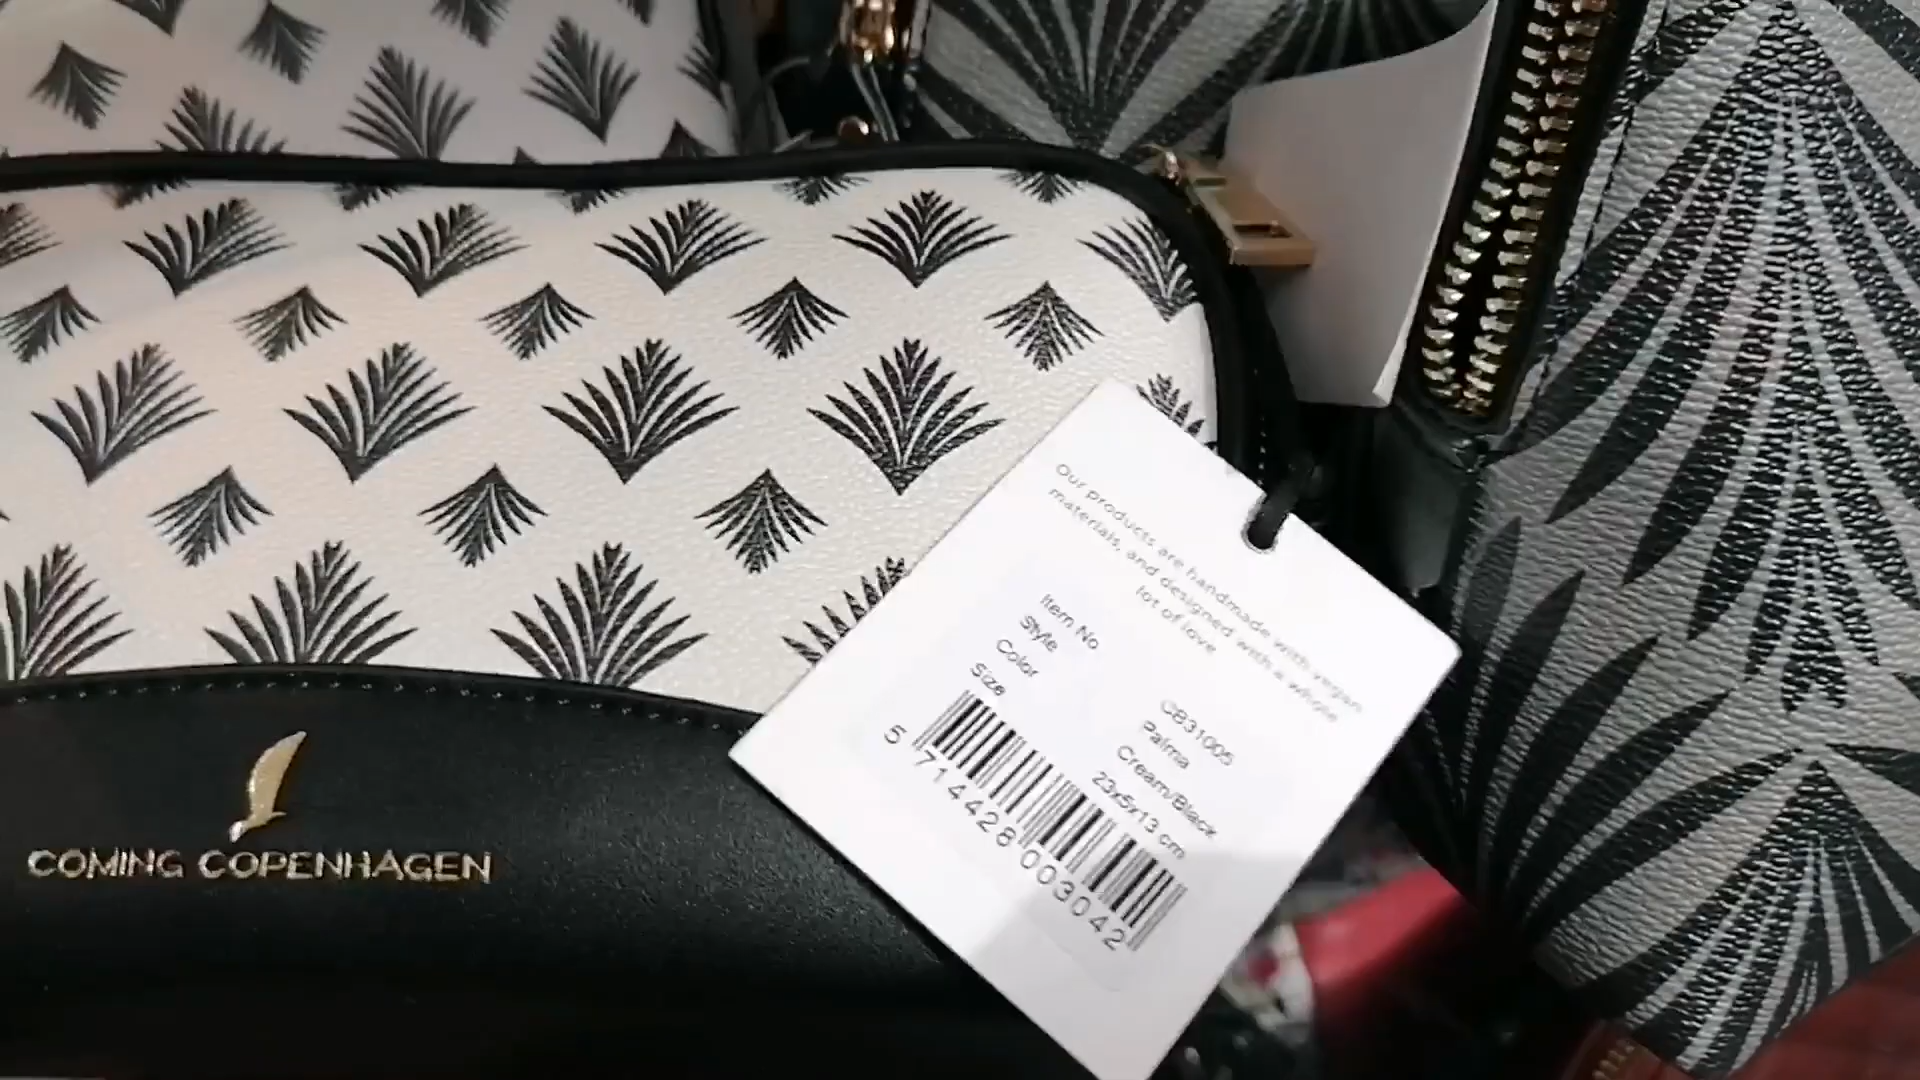 COMING COPENHAGEN
Our products are handmade with vegan
materials, and designed with a whole
lot of love
Item No CB31005
Style Palma
Color Cream/Black
Size 23x5x13 cm
5 714428 003042